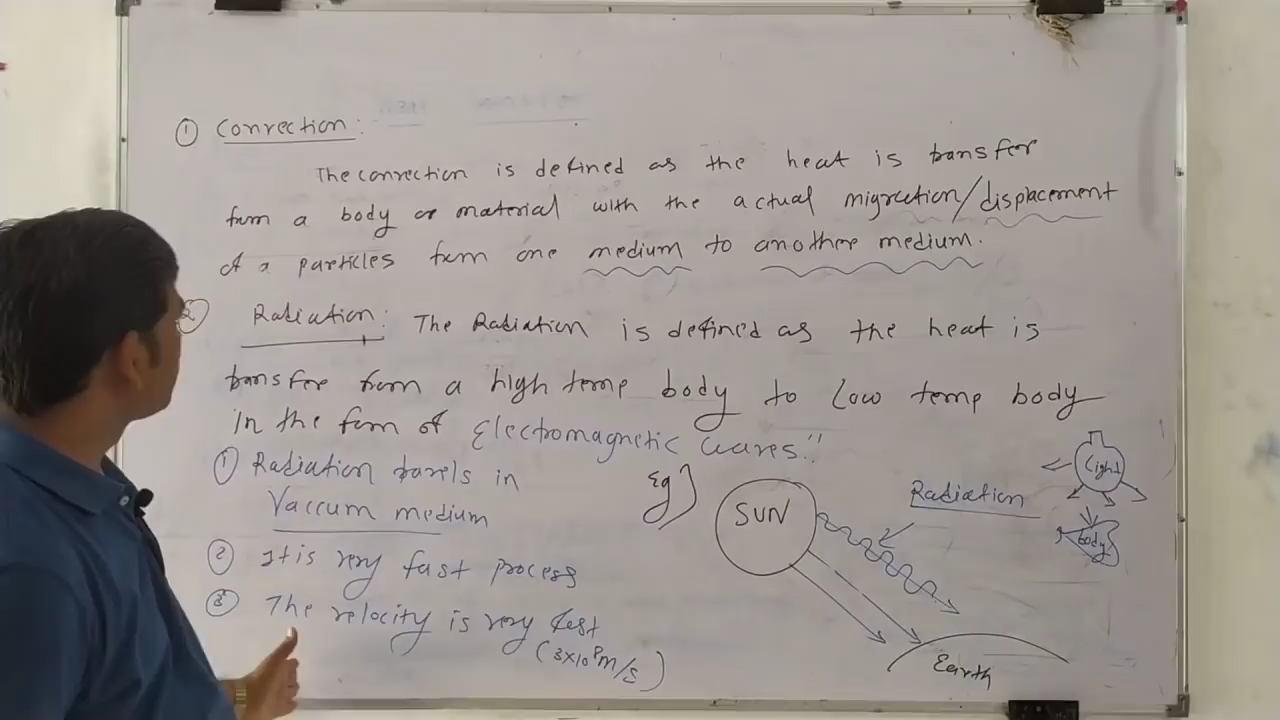 ① Convection:
The convection is defined as the heat is transfer
from a body or material with the actual migration/displacement
of a particles from one medium to another medium.
② Radiation: The Radiation is defined as the heat is
transfer from a high temp body to Low temp body
in the form of Electromagnetic waves."
① Radiation travels in
Vaccum medium
② It is very fast process
③ The velocity is very fast
(3x10⁸m/s)
Eg)
SUN
Radiation
Light
body
Earth